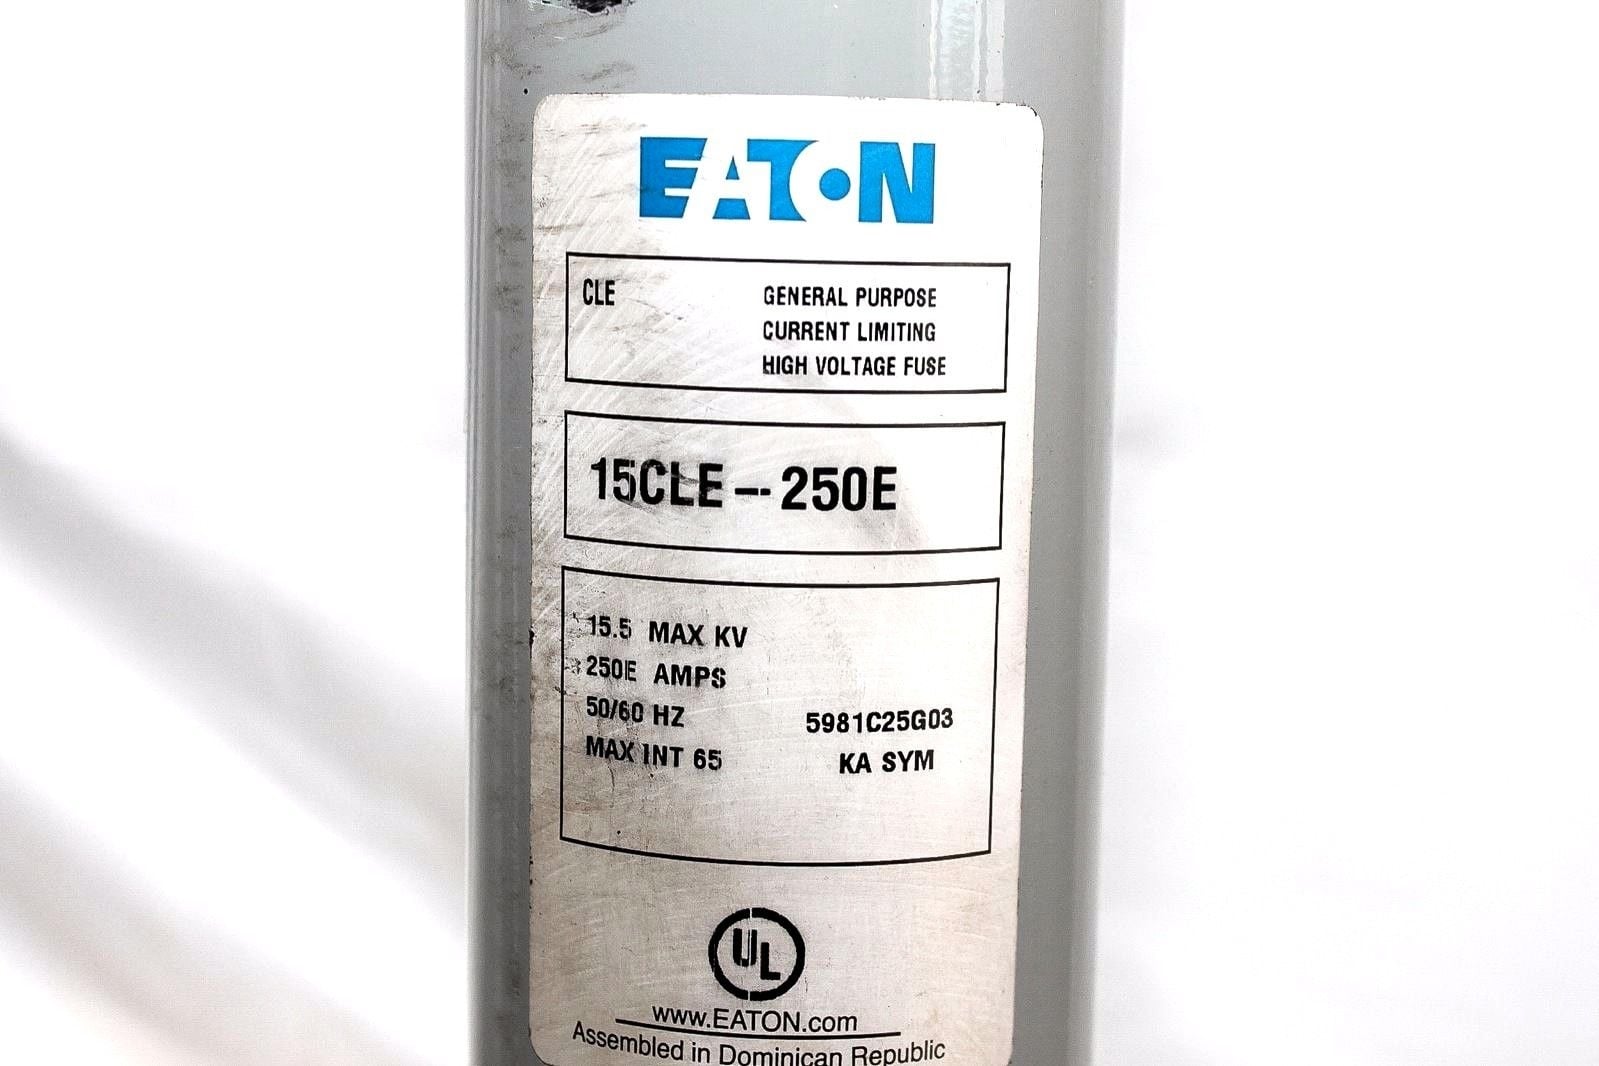 EATON
CLE
GENERAL PURPOSE
CURRENT LIMITING
HIGH VOLTAGE FUSE
15CLE-250E
15.5 MAX KV
250E AMPS
50/60 HZ
5981C25G03
MAX INT 65
KA SYM
UL
www.EATON.com
Assembled in Dominican Republic